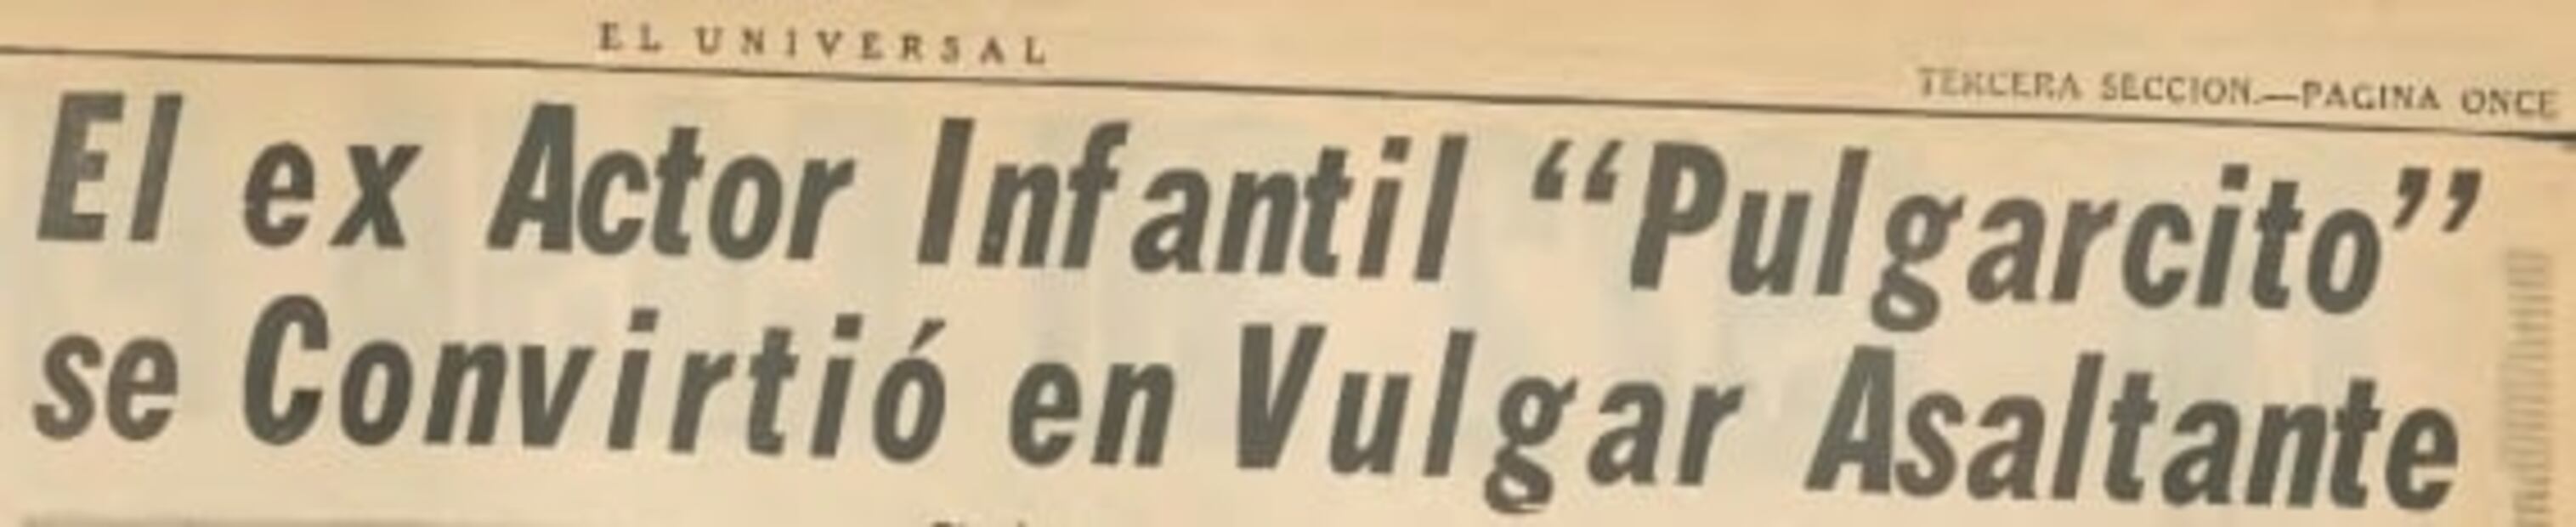 EL UNIVERSAL
TERCERA SECCION.—PAGINA ONCE
El ex Actor Infantil “Pulgarcito”
se Convirtió en Vulgar Asaltante